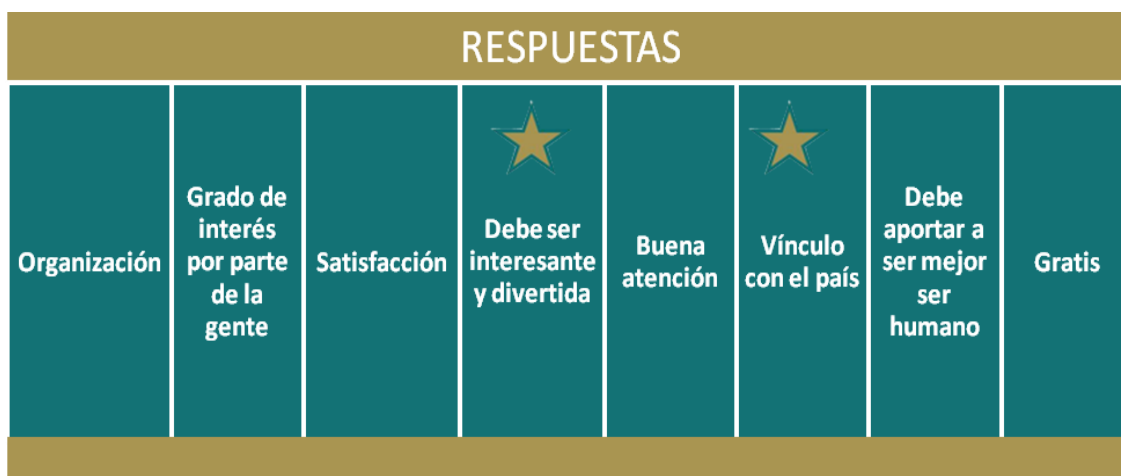 RESPUESTAS
Organización
Grado de
interés
por parte
de la
gente
Satisfacción
Debe ser
interesante
y divertida
Buena
atención
Vínculo
con el país
Debe
aportar a
ser mejor
ser
humano
Gratis